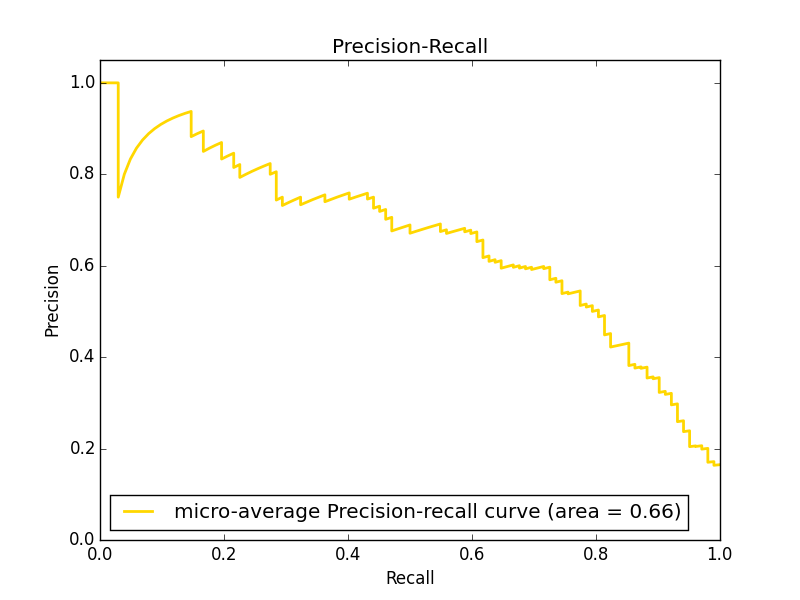 Precision-Recall
1.0
0.8
0.6
0.4
0.2
0.0
Precision
0.0 0.2 0.4 0.6 0.8 1.0
Recall
micro-average Precision-recall curve (area = 0.66)